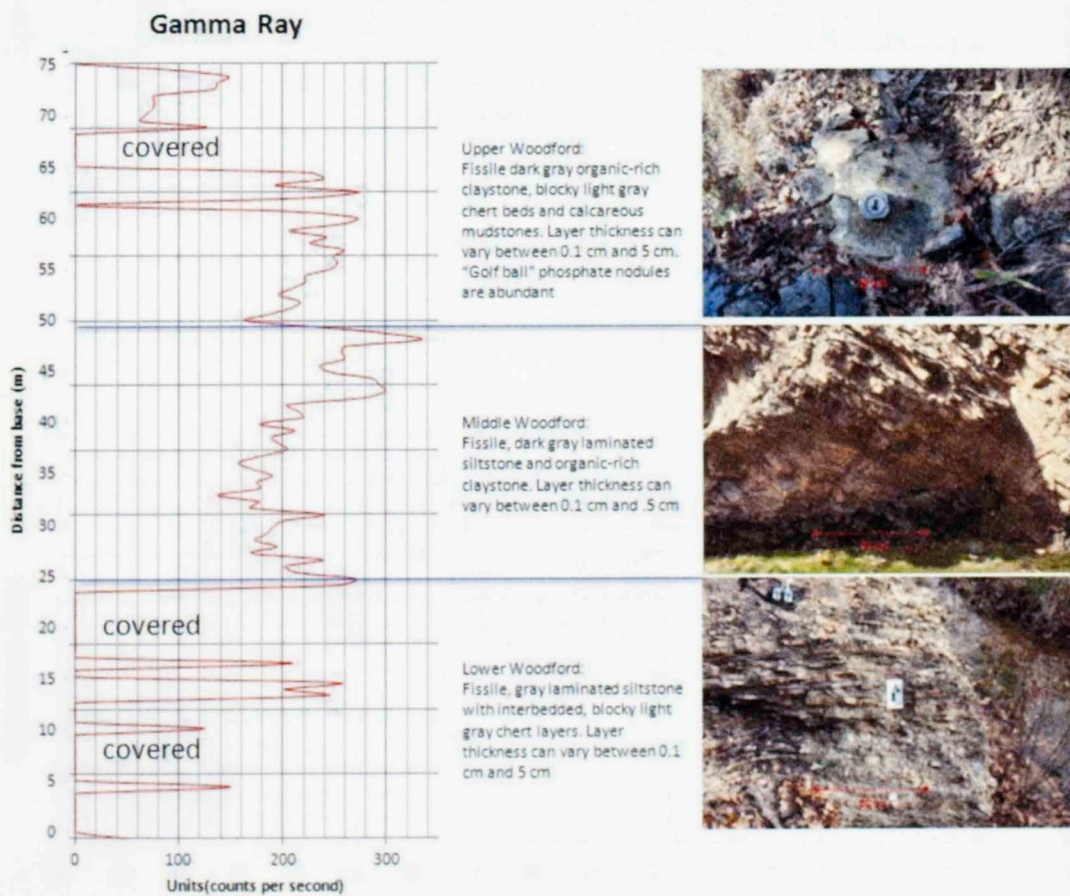 Gamma Ray
75
70
covered
65
60
55
50
45
40
35
30
25
covered
20
15
10
covered
5
0
Distance from base (m)
0 100 200 300
Units(counts per second)
Upper Woodford:
Fissile dark gray organic-rich
claystone, blocky light gray
chert beds and calcareous
mudstones. Layer thickness can
vary between 0.1 cm and 5 cm.
"Golf ball" phosphate nodules
are abundant
Middle Woodford:
Fissile, dark gray laminated
siltstone and organic-rich
claystone. Layer thickness can
vary between 0.1 cm and .5 cm
Lower Woodford:
Fissile, gray laminated siltstone
with interbedded, blocky light
gray chert layers. Layer
thickness can vary between 0.1
cm and 5 cm